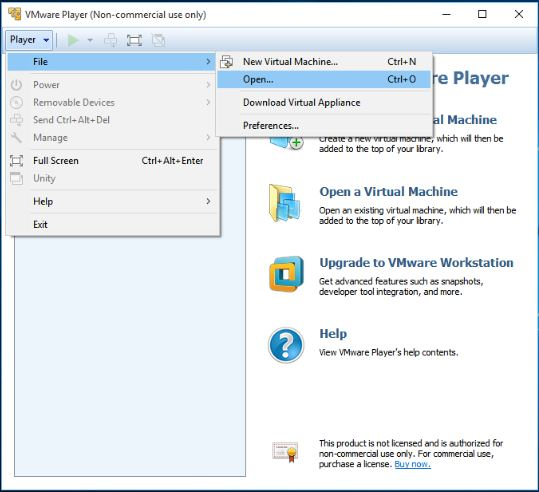 VMware Player (Non-commercial use only)
Player
File
Power
Removable Devices
Send Ctrl+Alt+Del
Manage
Full Screen Ctrl+Alt+Enter
Unity
Help
Exit
New Virtual Machine... Ctrl+N
Open... Ctrl+O
Download Virtual Appliance
Preferences...
re Player
al Machine
Create a new virtual machine, which will then be
added to the top of your library.
Open a Virtual Machine
Open an existing virtual machine, which will then be
added to the top of your library.
Upgrade to VMware Workstation
Get advanced features such as snapshots,
developer tool integration, and more.
Help
View VMware Player's help contents.
This product is not licensed and is authorized for
non-commercial use only. For commercial use,
purchase a license. Buy now.